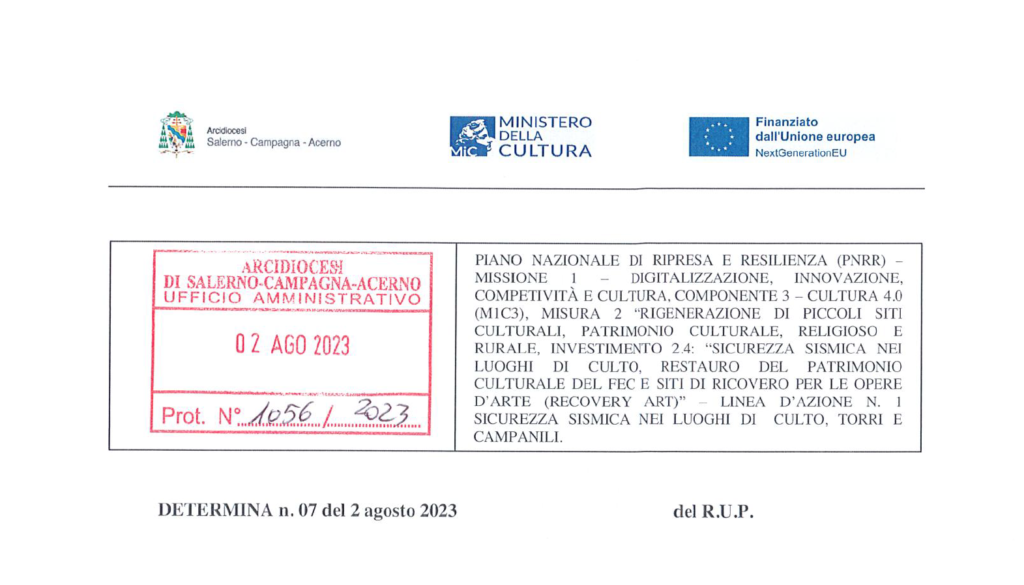 Arcidiocesi
Salerno - Campagna - Acerno
MiC
MINISTERO
DELLA
CULTURA
Finanziato
dall'Unione europea
NextGenerationEU
ARCIDIOCESI
DI SALERNO-CAMPAGNA-ACERNO
UFFICIO AMMINISTRATIVO
02 AGO 2023
Prot. N° 1056 / 2023
PIANO NAZIONALE DI RIPRESA E RESILIENZA (PNRR) –
MISSIONE 1 – DIGITALIZZAZIONE, INNOVAZIONE,
COMPETIVITÀ E CULTURA, COMPONENTE 3 – CULTURA 4.0
(M1C3), MISURA 2 “RIGENERAZIONE DI PICCOLI SITI
CULTURALI, PATRIMONIO CULTURALE, RELIGIOSO E
RURALE, INVESTIMENTO 2.4: “SICUREZZA SISMICA NEI
LUOGHI DI CULTO, RESTAURO DEL PATRIMONIO
CULTURALE DEL FEC E SITI DI RICOVERO PER LE OPERE
D’ARTE (RECOVERY ART)” – LINEA D’AZIONE N. 1
SICUREZZA SISMICA NEI LUOGHI DI CULTO, TORRI E
CAMPANILI.
DETERMINA n. 07 del 2 agosto 2023 del R.U.P.